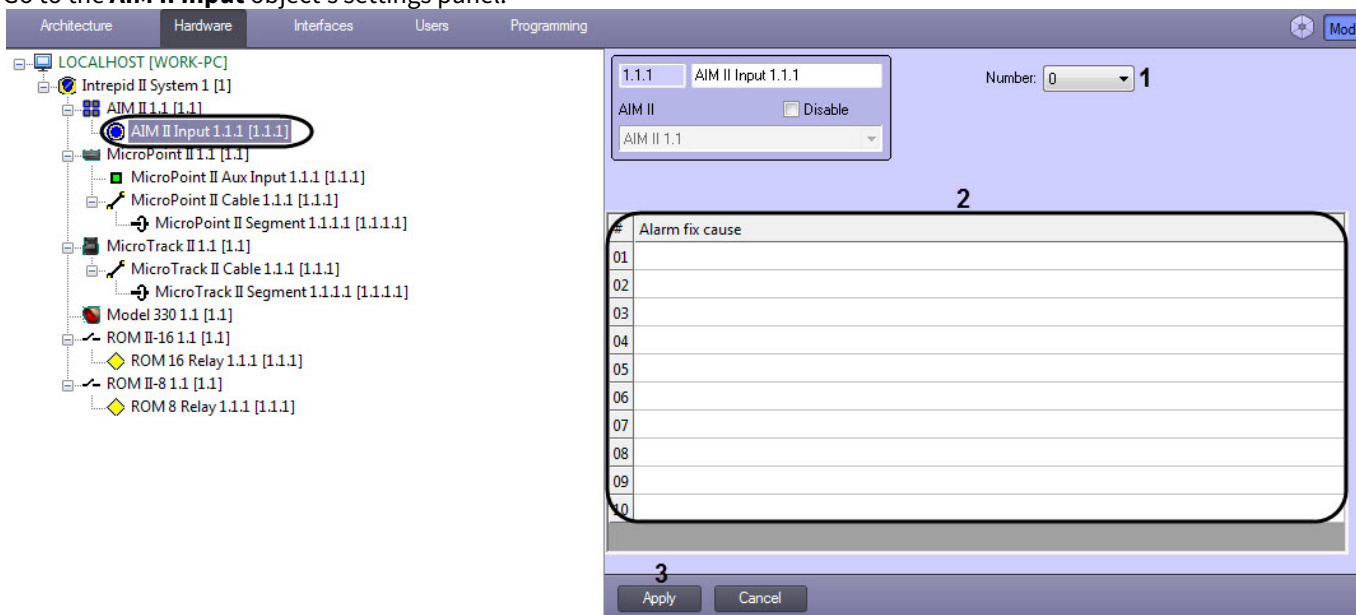 Go to the AIM II Input object's settings panel.
Architecture Hardware Interfaces Users Programming Mod
LOCALHOST [WORK-PC]
Intrepid II System 1 [1]
AIM II 1.1 [1.1]
AIM II Input 1.1.1 [1.1.1]
MicroPoint II 1.1 [1.1]
MicroPoint II Aux Input 1.1.1 [1.1.1]
MicroPoint II Cable 1.1.1 [1.1.1]
MicroPoint II Segment 1.1.1.1 [1.1.1.1]
MicroTrack II 1.1 [1.1]
MicroTrack II Cable 1.1.1 [1.1.1]
MicroTrack II Segment 1.1.1.1 [1.1.1.1]
Model 330 1.1 [1.1]
ROM II-16 1.1 [1.1]
ROM 16 Relay 1.1.1 [1.1.1]
ROM II-8 1.1 [1.1]
ROM 8 Relay 1.1.1 [1.1.1]
1.1.1 AIM II Input 1.1.1
AIM II Disable
AIM II 1.1
Number: 0 1
2
# Alarm fix cause
01
02
03
04
05
06
07
08
09
10
3
Apply Cancel